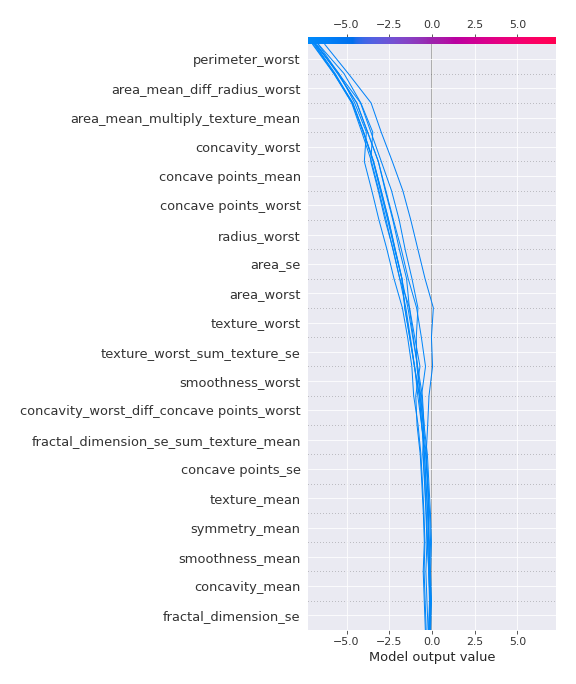 −5.0 −2.5 0.0 2.5 5.0
perimeter_worst
area_mean_diff_radius_worst
area_mean_multiply_texture_mean
concavity_worst
concave points_mean
concave points_worst
radius_worst
area_se
area_worst
texture_worst
texture_worst_sum_texture_se
smoothness_worst
concavity_worst_diff_concave points_worst
fractal_dimension_se_sum_texture_mean
concave points_se
texture_mean
symmetry_mean
smoothness_mean
concavity_mean
fractal_dimension_se
−5.0 −2.5 0.0 2.5 5.0
Model output value